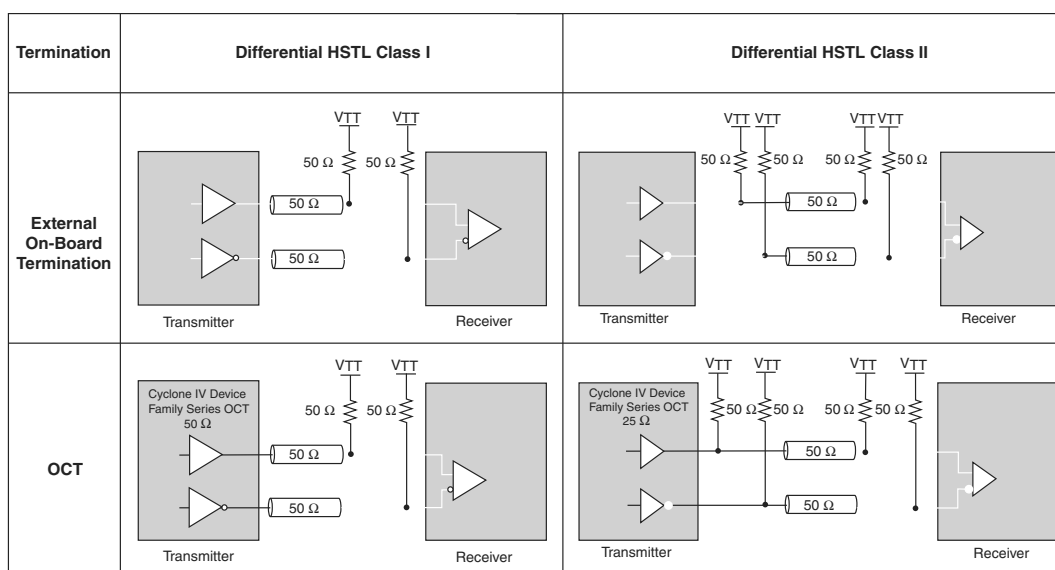 Termination
Differential HSTL Class I
Differential HSTL Class II
External
On-Board
Termination
VTT
VTT
50 Ω
50 Ω
50 Ω
50 Ω
Transmitter
Receiver
VTT
VTT
VTT
VTT
50 Ω
50 Ω
50 Ω
50 Ω
50 Ω
50 Ω
Transmitter
Receiver
OCT
Cyclone IV Device
Family Series OCT
50 Ω
VTT
VTT
50 Ω
50 Ω
50 Ω
50 Ω
Transmitter
Receiver
Cyclone IV Device
Family Series OCT
25 Ω
VTT
VTT
VTT
VTT
50 Ω
50 Ω
50 Ω
50 Ω
50 Ω
50 Ω
Transmitter
Receiver